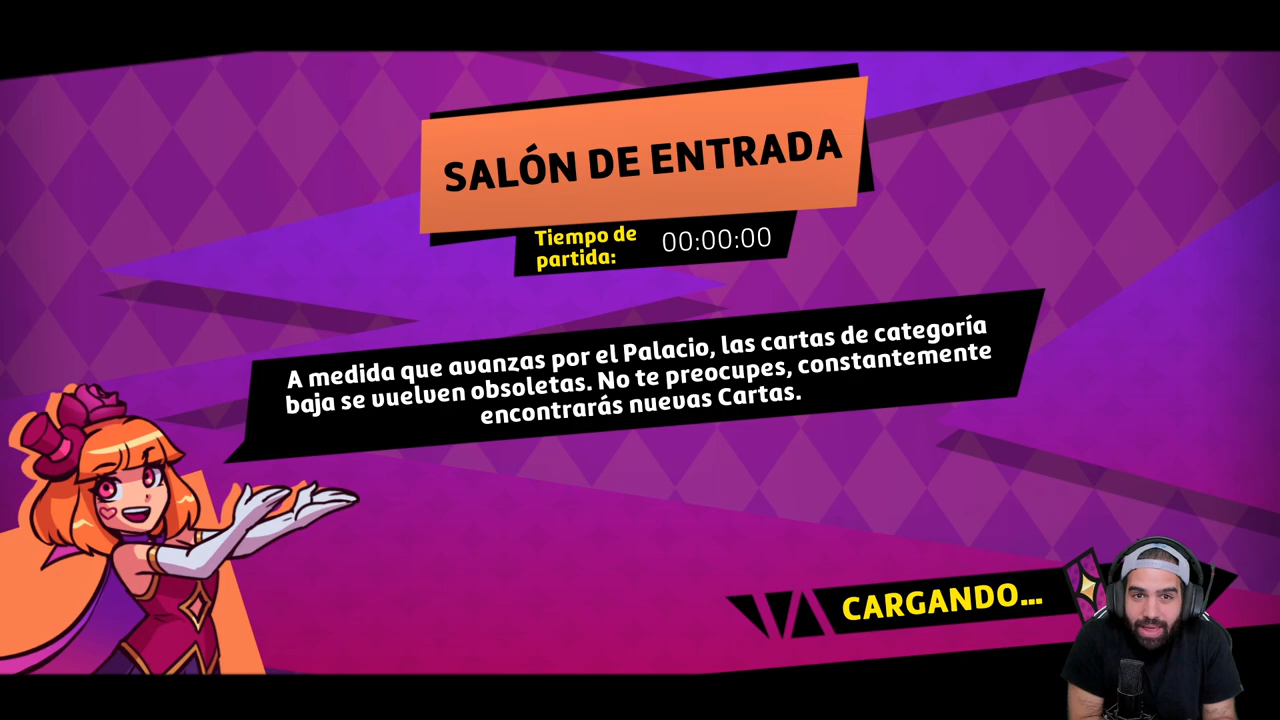 SALÓN DE ENTRADA
Tiempo de
partida:
00:00:00
A medida que avanzas por el Palacio, las cartas de categoría
baja se vuelven obsoletas. No te preocupes, constantemente
encontrarás nuevas Cartas.
CARGANDO...